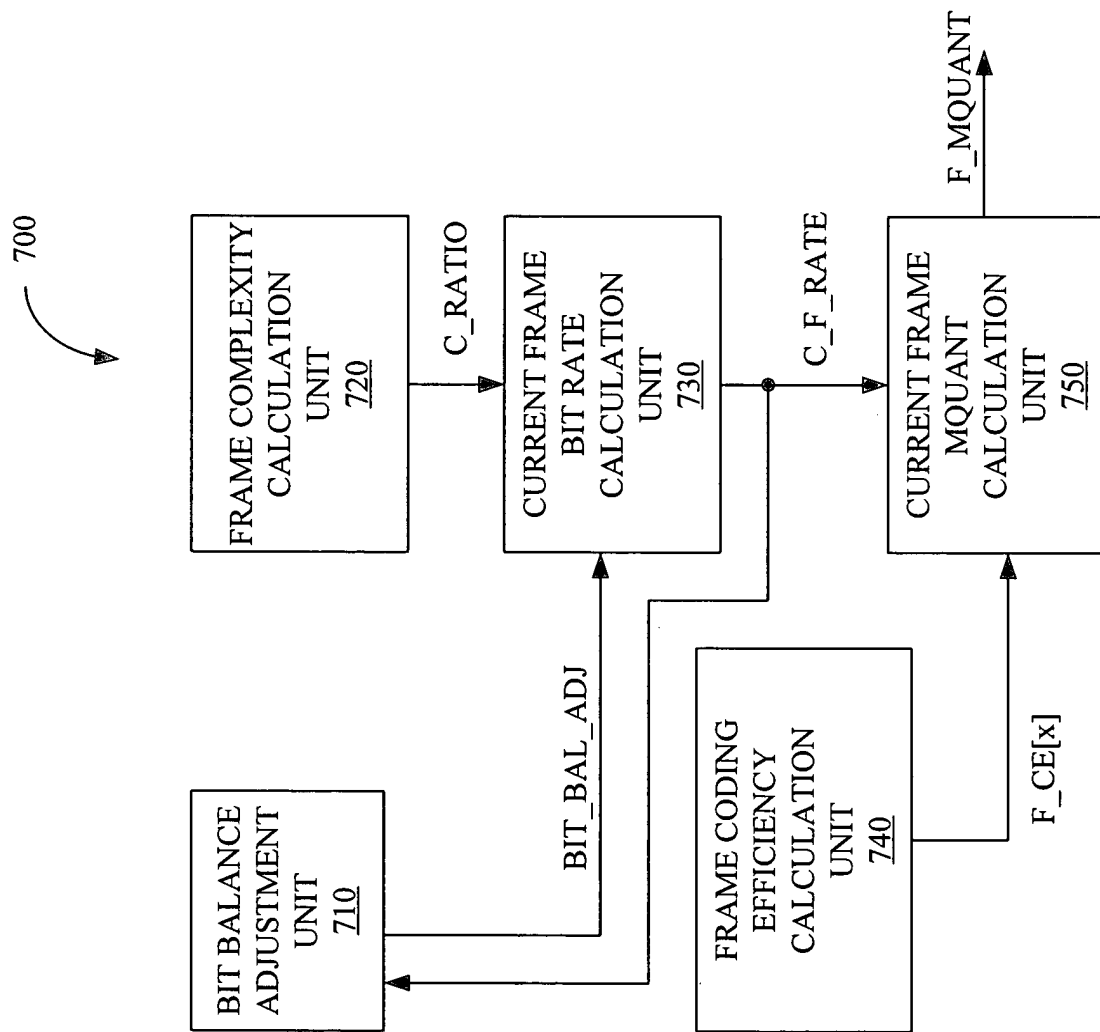 700
BIT BALANCE
ADJUSTMENT
UNIT
710
FRAME COMPLEXITY
CALCULATION
UNIT
720
C_RATIO
BIT_BAL_ADJ
CURRENT FRAME
BIT RATE
CALCULATION
UNIT
730
C_F_RATE
FRAME CODING
EFFICIENCY
CALCULATION
UNIT
740
F_CE[x]
CURRENT FRAME
MQUANT
CALCULATION
UNIT
750
F_MQUANT